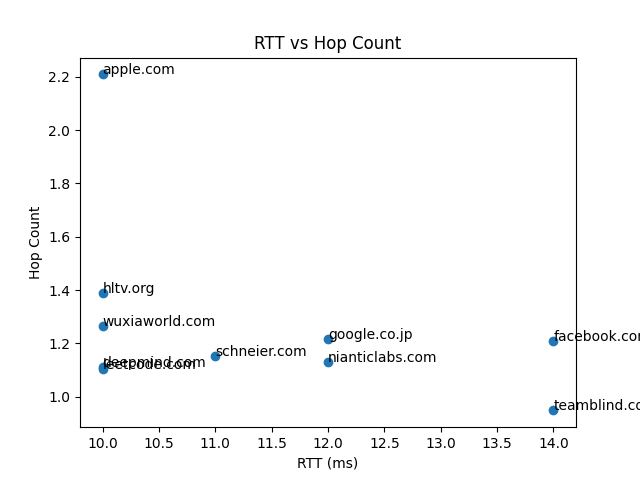 RTT vs Hop Count
apple.com
hltv.org
wuxiaworld.com
google.co.jp
facebook.com
schneier.com
nianticlabs.com
deepmind.com
leetcode.com
teamblind.co
2.2
2.0
1.8
1.6
1.4
1.2
1.0
Hop Count
10.0 10.5 11.0 11.5 12.0 12.5 13.0 13.5 14.0
RTT (ms)